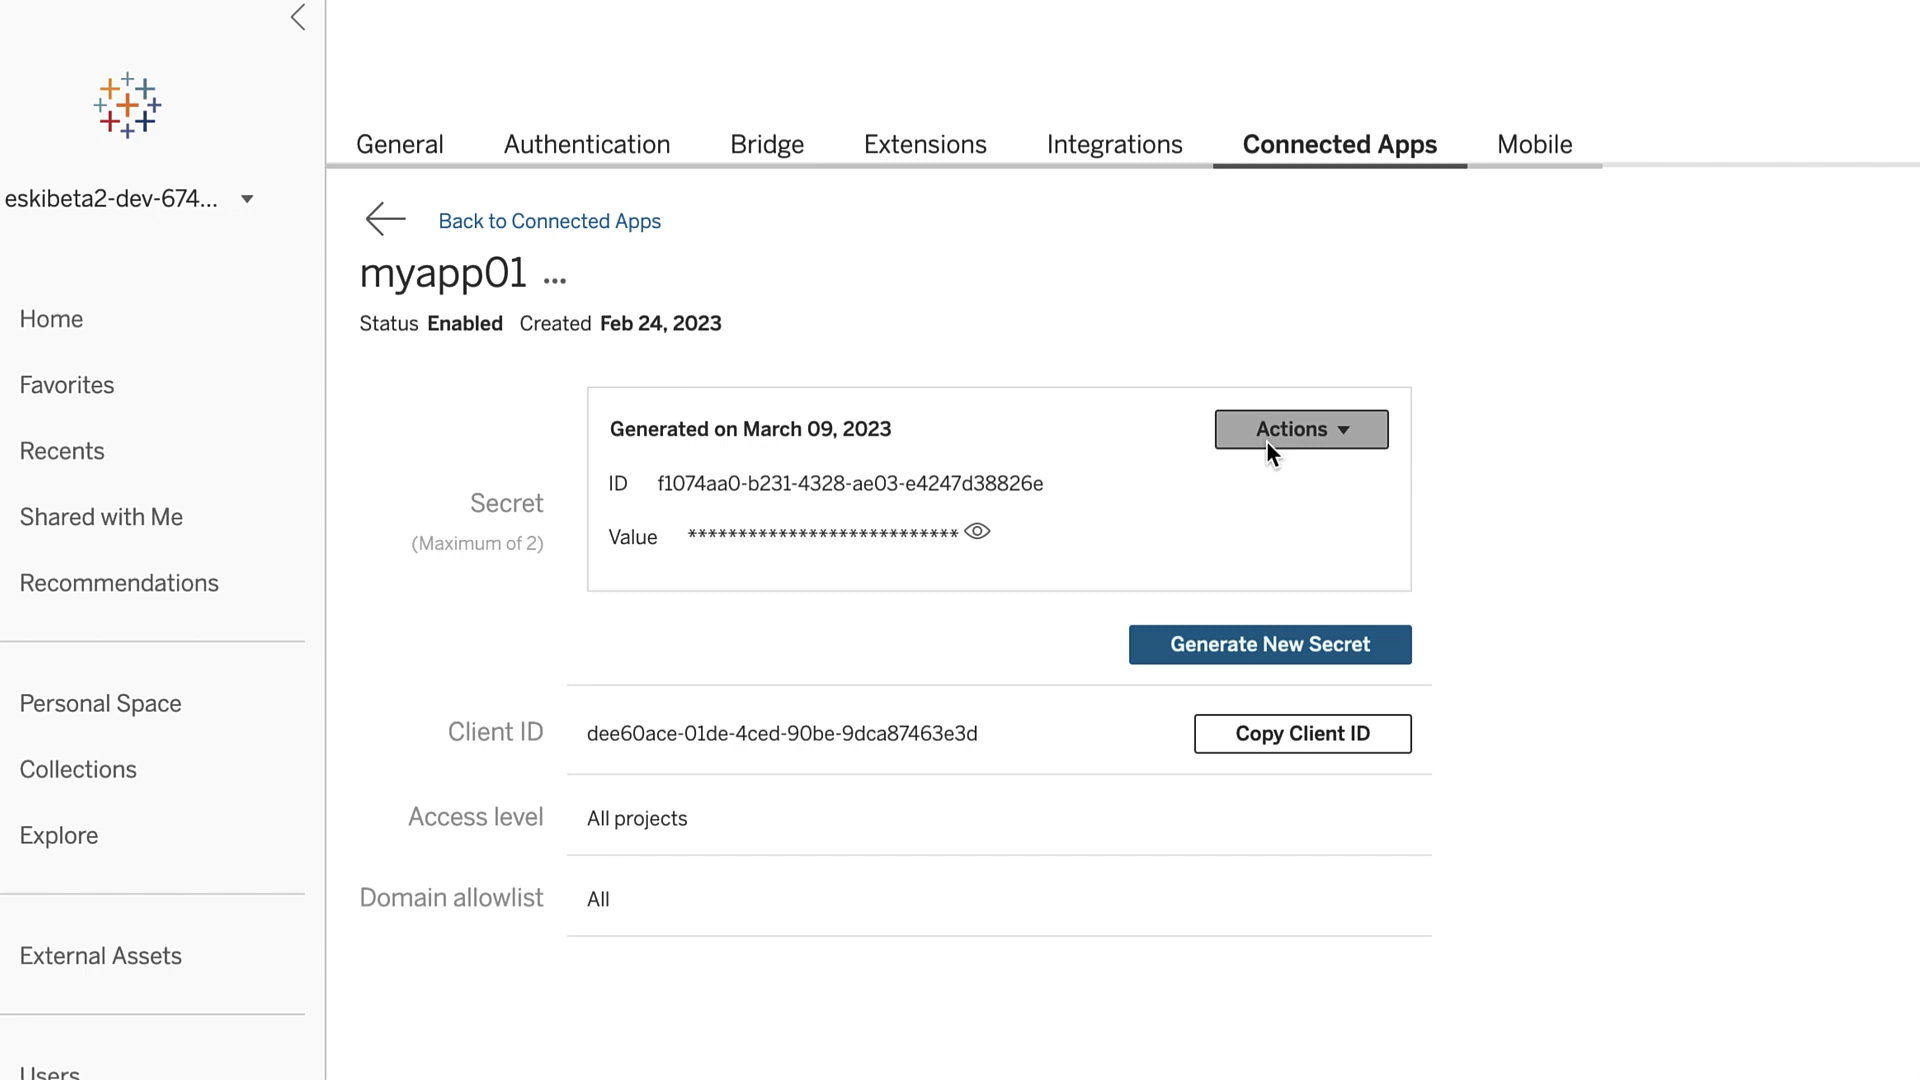 General Authentication Bridge Extensions Integrations Connected Apps Mobile
eskibeta2-dev-674...
Home
Favorites
Recents
Shared with Me
Recommendations
Personal Space
Collections
Explore
External Assets
Users
Back to Connected Apps
myapp01 ...
Status Enabled Created Feb 24, 2023
Secret
(Maximum of 2)
Generated on March 09, 2023
Actions
ID f1074aa0-b231-4328-ae03-e4247d38826e
Value ***************************
Generate New Secret
Client ID dee60ace-01de-4ced-90be-9dca87463e3d Copy Client ID
Access level All projects
Domain allowlist All